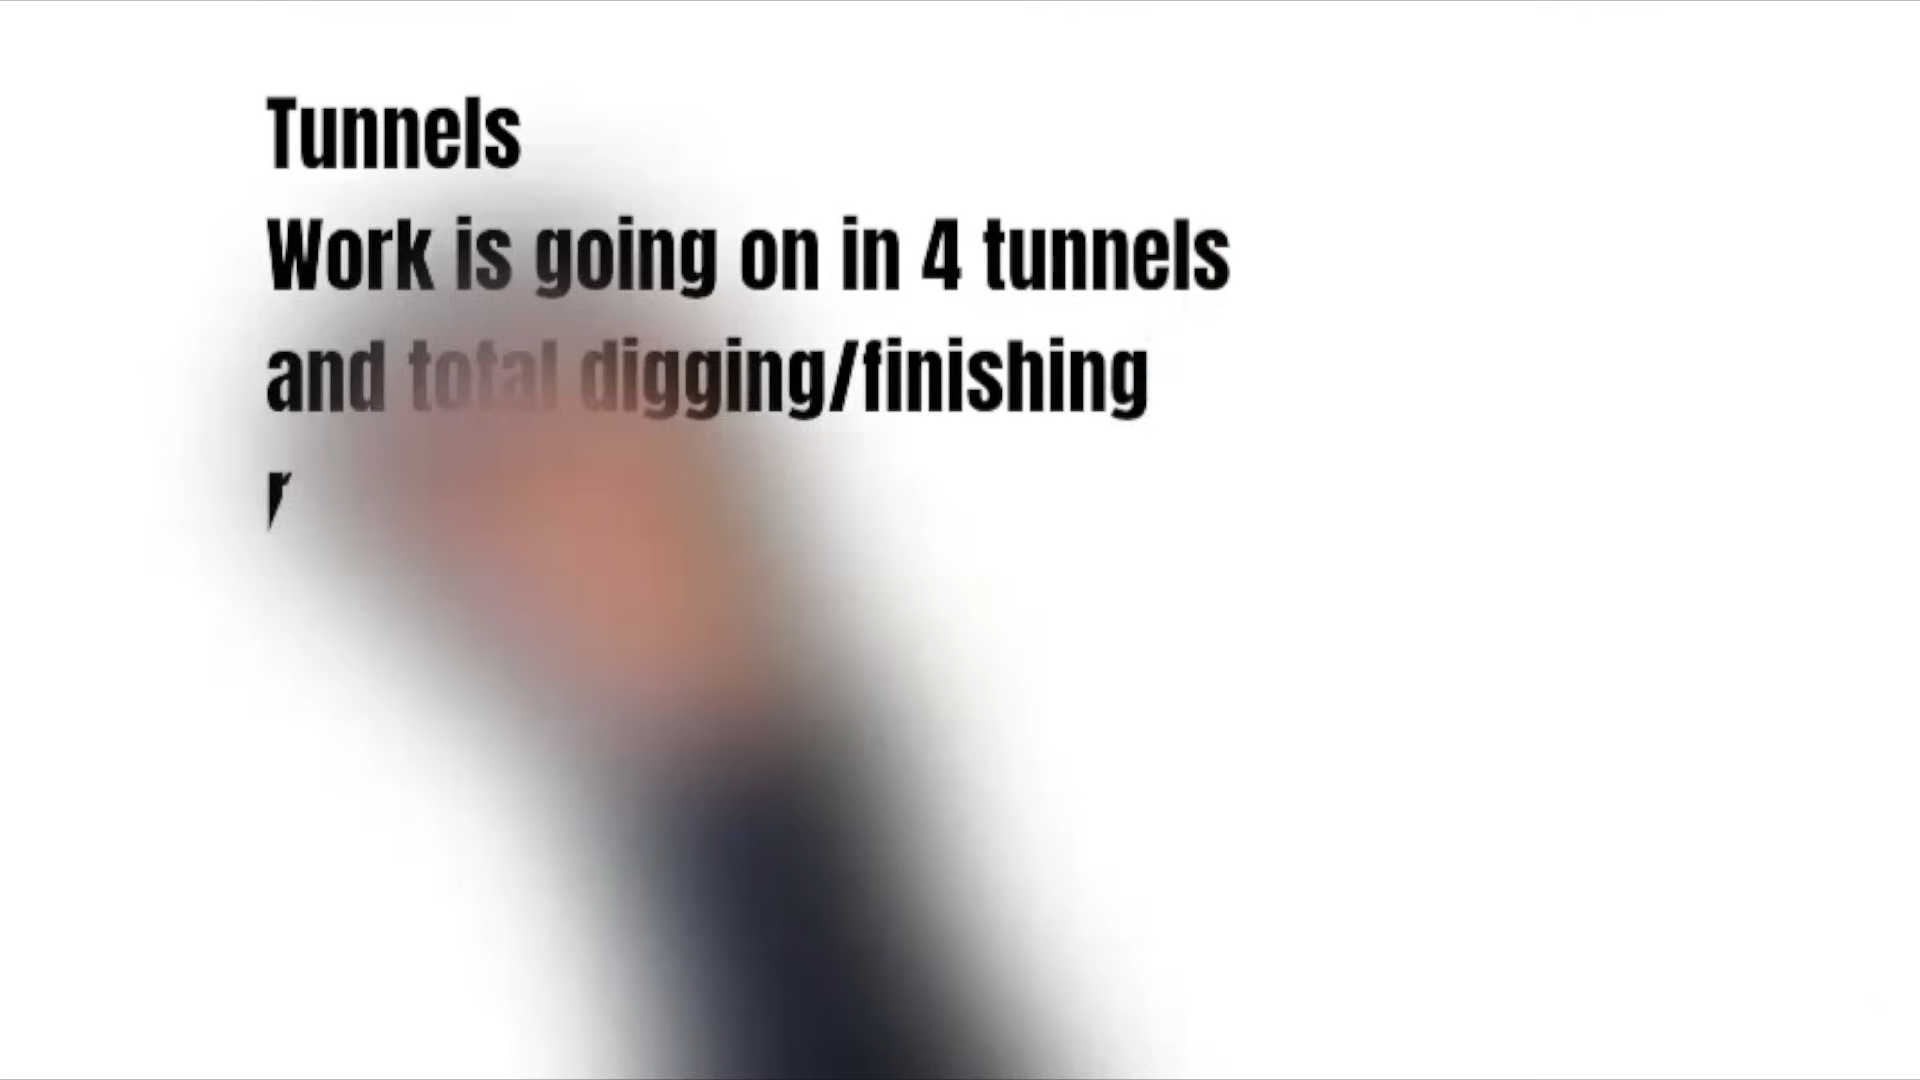 Tunnels
Work is going on in 4 tunnels
and total digging/finishing